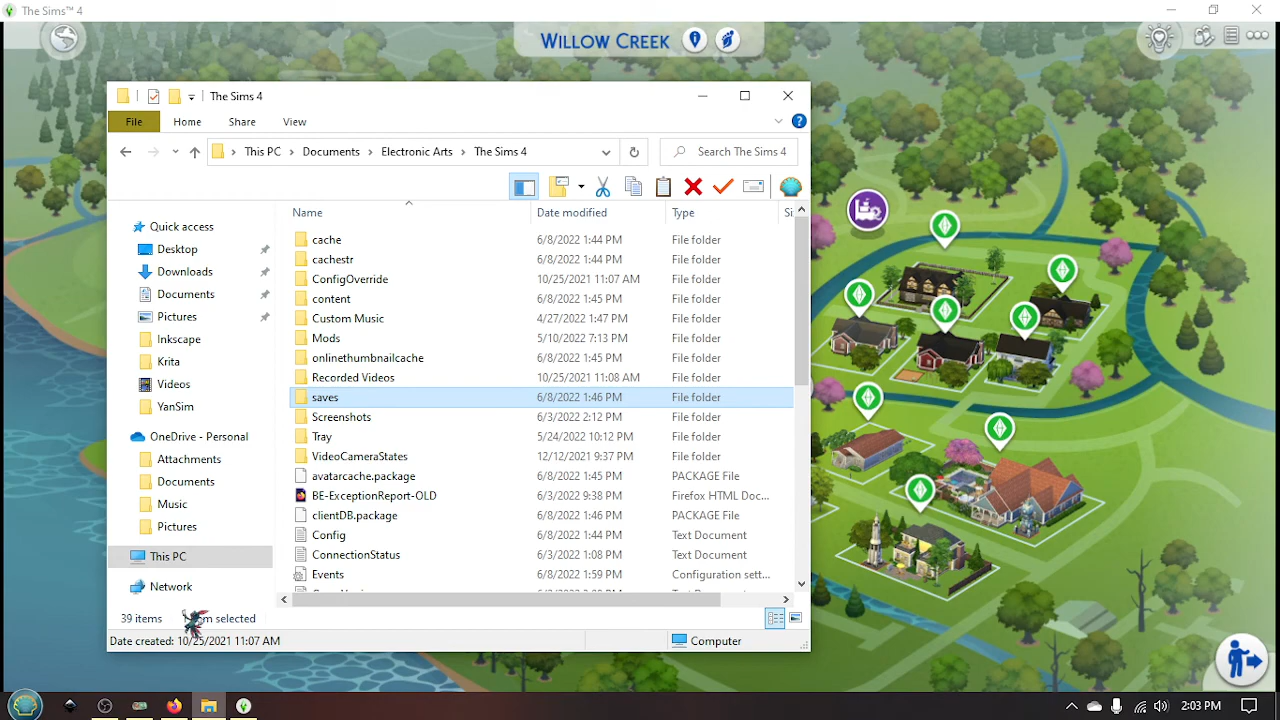 The Sims™ 4
Willow Creek
The Sims 4
File Home Share View
This PC Documents Electronic Arts The Sims 4
Search The Sims 4
Name Date modified Type
Quick access
Desktop
Downloads
Documents
Pictures
Inkscape
Krita
Videos
YanSim
OneDrive - Personal
Attachments
Documents
Music
Pictures
This PC
Network
cache 6/8/2022 1:44 PM File folder
cachestr 6/8/2022 1:44 PM File folder
ConfigOverride 10/25/2021 11:07 AM File folder
content 6/8/2022 1:45 PM File folder
Custom Music 4/27/2022 1:47 PM File folder
Mods 5/10/2022 7:13 PM File folder
onlinethumbnailcache 6/8/2022 1:45 PM File folder
Recorded Videos 10/25/2021 11:08 AM File folder
saves 6/8/2022 1:46 PM File folder
Screenshots 6/3/2022 2:12 PM File folder
Tray 5/24/2022 10:12 PM File folder
VideoCameraStates 12/12/2021 9:37 PM File folder
avatarcache.package 6/8/2022 1:45 PM PACKAGE File
BE-ExceptionReport-OLD 6/3/2022 9:38 PM Firefox HTML Doc...
clientDB.package 6/8/2022 1:46 PM PACKAGE File
Config 6/8/2022 1:44 PM Text Document
ConnectionStatus 6/3/2022 1:08 PM Text Document
Events 6/8/2022 1:59 PM Configuration sett...
39 items selected
Date created: 10/25/2021 11:07 AM
Computer
2:03 PM